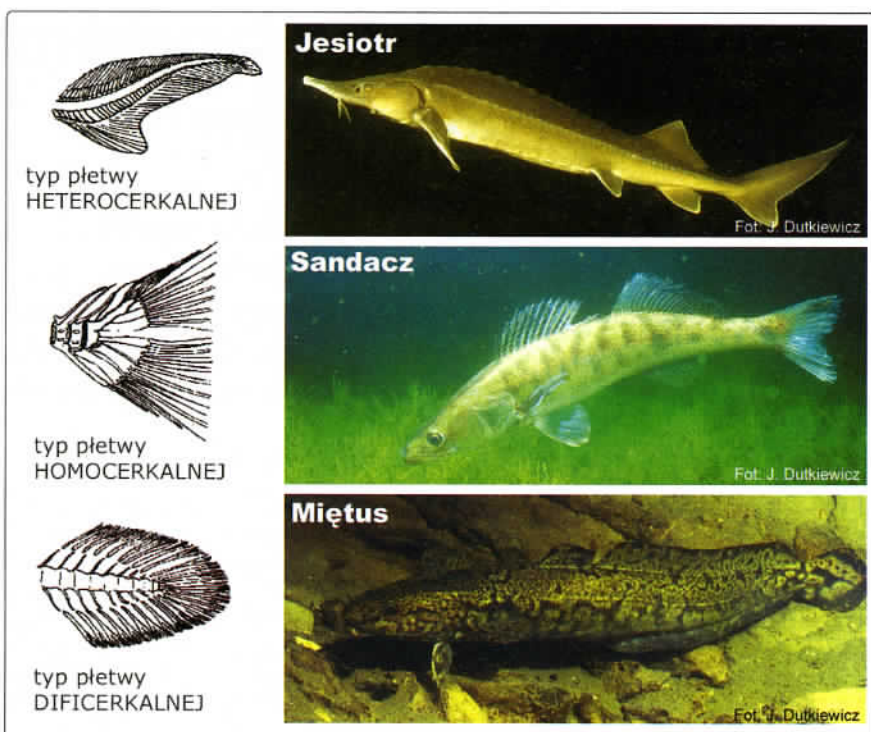 typ płetwy
HETEROCERKALNEJ
Jesiotr
Fot. J. Dutkiewicz
typ płetwy
HOMOCERKALNEJ
Sandacz
Fot. J. Dutkiewicz
typ płetwy
DIFICERKALNEJ
Miętus
Fot. J. Dutkiewicz